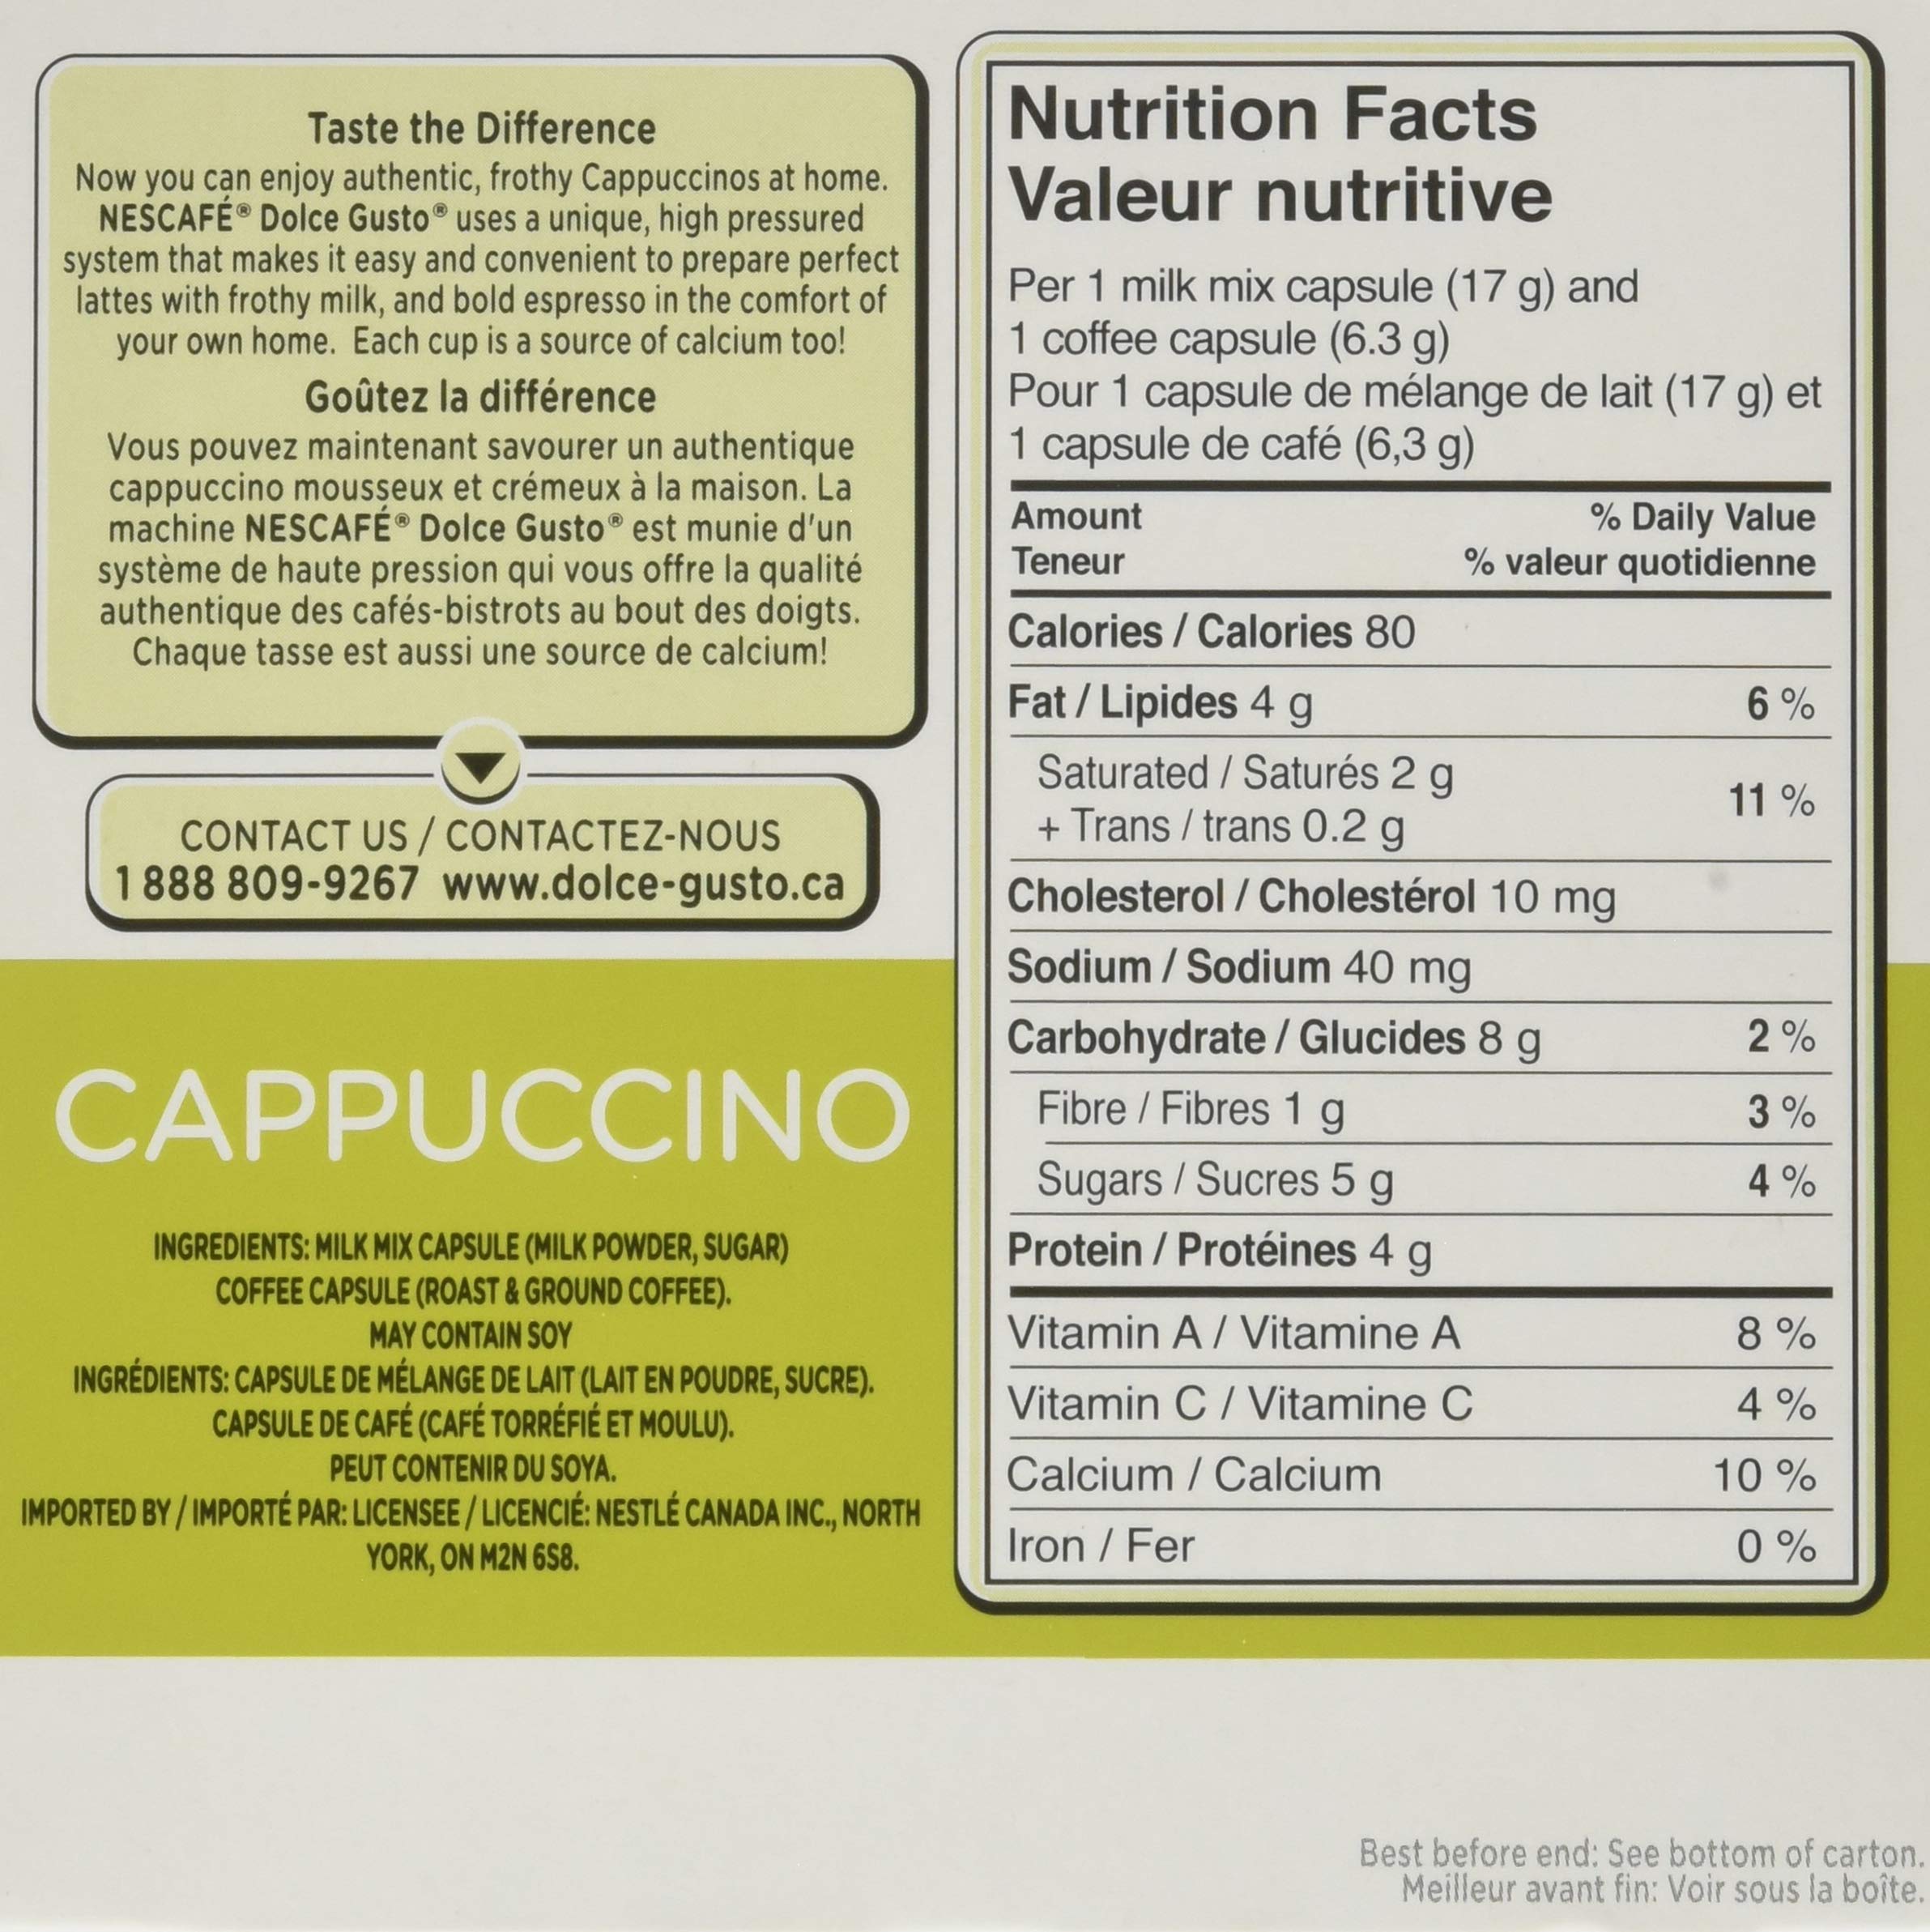 Taste the Difference
Now you can enjoy authentic, frothy Cappuccinos at home.
NESCAFÉ® Dolce Gusto® uses a unique, high pressured
system that makes it easy and convenient to prepare perfect
lattes with frothy milk, and bold espresso in the comfort of
your own home. Each cup is a source of calcium too!
Goûtez la différence
Vous pouvez maintenant savourer un authentique
cappuccino mousseux et crémeux à la maison. La
machine NESCAFÉ® Dolce Gusto® est munie d'un
système de haute pression qui vous offre la qualité
authentique des cafés-bistrots au bout des doigts.
Chaque tasse est aussi une source de calcium!
CONTACT US / CONTACTEZ-NOUS
1 888 809-9267 www.dolce-gusto.ca
CAPPUCCINO
INGREDIENTS: MILK MIX CAPSULE (MILK POWDER, SUGAR)
COFFEE CAPSULE (ROAST & GROUND COFFEE).
MAY CONTAIN SOY
INGRÉDIENTS: CAPSULE DE MÉLANGE DE LAIT (LAIT EN POUDRE, SUCRE).
CAPSULE DE CAFÉ (CAFÉ TORRÉFIÉ ET MOULU).
PEUT CONTENIR DU SOYA.
IMPORTED BY / IMPORTÉ PAR: LICENSEE / LICENCIÉ: NESTLÉ CANADA INC., NORTH
YORK, ON M2N 6S8.
Nutrition Facts
Valeur nutritive
Per 1 milk mix capsule (17 g) and
1 coffee capsule (6.3 g)
Pour 1 capsule de mélange de lait (17 g) et
1 capsule de café (6,3 g)
Amount % Daily Value
Teneur % valeur quotidienne
Calories / Calories 80
Fat / Lipides 4 g 6 %
Saturated / Saturés 2 g
+ Trans / trans 0.2 g 11 %
Cholesterol / Cholestérol 10 mg
Sodium / Sodium 40 mg
Carbohydrate / Glucides 8 g 2 %
Fibre / Fibres 1 g 3 %
Sugars / Sucres 5 g 4 %
Protein / Protéines 4 g
Vitamin A / Vitamine A 8 %
Vitamin C / Vitamine C 4 %
Calcium / Calcium 10 %
Iron / Fer 0 %
Best before end: See bottom of carton.
Meilleur avant fin: Voir sous la boîte.